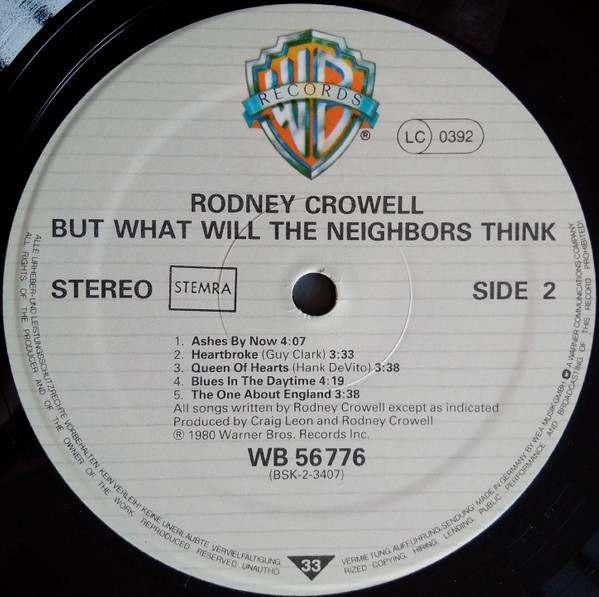 WB
RECORDS
®
LC 0392
RODNEY CROWELL
BUT WHAT WILL THE NEIGHBORS THINK
STEREO STEMRA SIDE 2
1. Ashes By Now 4:07
2. Heartbroke (Guy Clark) 3:33
3. Queen Of Hearts (Hank DeVito) 3:38
4. Blues In The Daytime 4:19
5. The One About England 3:38
All songs written by Rodney Crowell except as indicated
Produced by Craig Leon and Rodney Crowell
℗ 1980 Warner Bros. Records Inc.
WB 56 776
(BSK-2-3407)
33
ALLE URHEBER- UND LEISTUNGSSCHUTZRECHTE VORBEHALTEN. KEIN VERLEIH! KEINE UNERLAUBTE VERVIELFÄLTIGUNG, VERMIETUNG, AUFFÜHRUNG, SENDUNG! MADE IN GERMANY BY WEA MUSIK GMBH A WARNER COMMUNICATIONS COMPANY
ALL RIGHTS OF THE PRODUCER AND OF THE OWNER OF THE WORK REPRODUCED RESERVED. UNAUTHO RIZED COPYING, HIRING, LENDING, PUBLIC PERFORMANCE AND BROADCASTING OF THIS RECORD PROHIBITED!